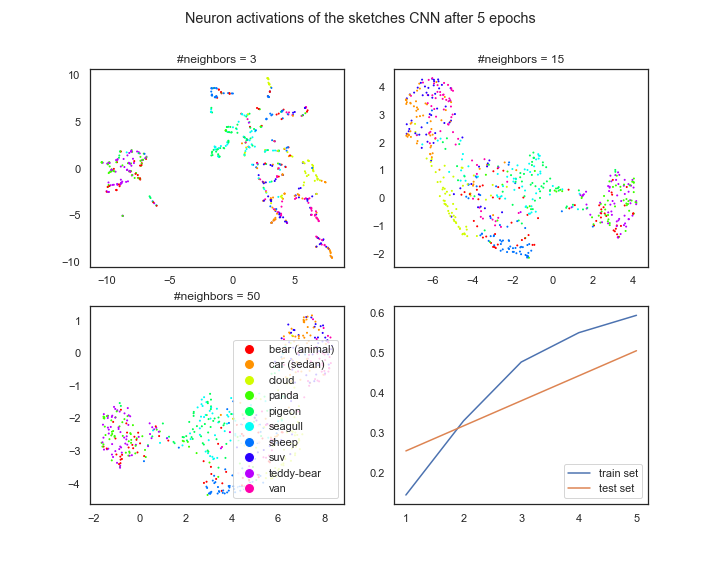 Neuron activations of the sketches CNN after 5 epochs
#neighbors = 3
10
5
0
−5
−10
−10
−5
0
5
#neighbors = 15
4
3
2
1
0
−1
−2
−6
−4
−2
0
2
4
#neighbors = 50
1
0
−1
−2
−3
−4
−2
0
2
4
6
8
bear (animal)
car (sedan)
cloud
panda
pigeon
seagull
sheep
suv
teddy-bear
van
0.6
0.5
0.4
0.3
0.2
1
2
3
4
5
train set
test set